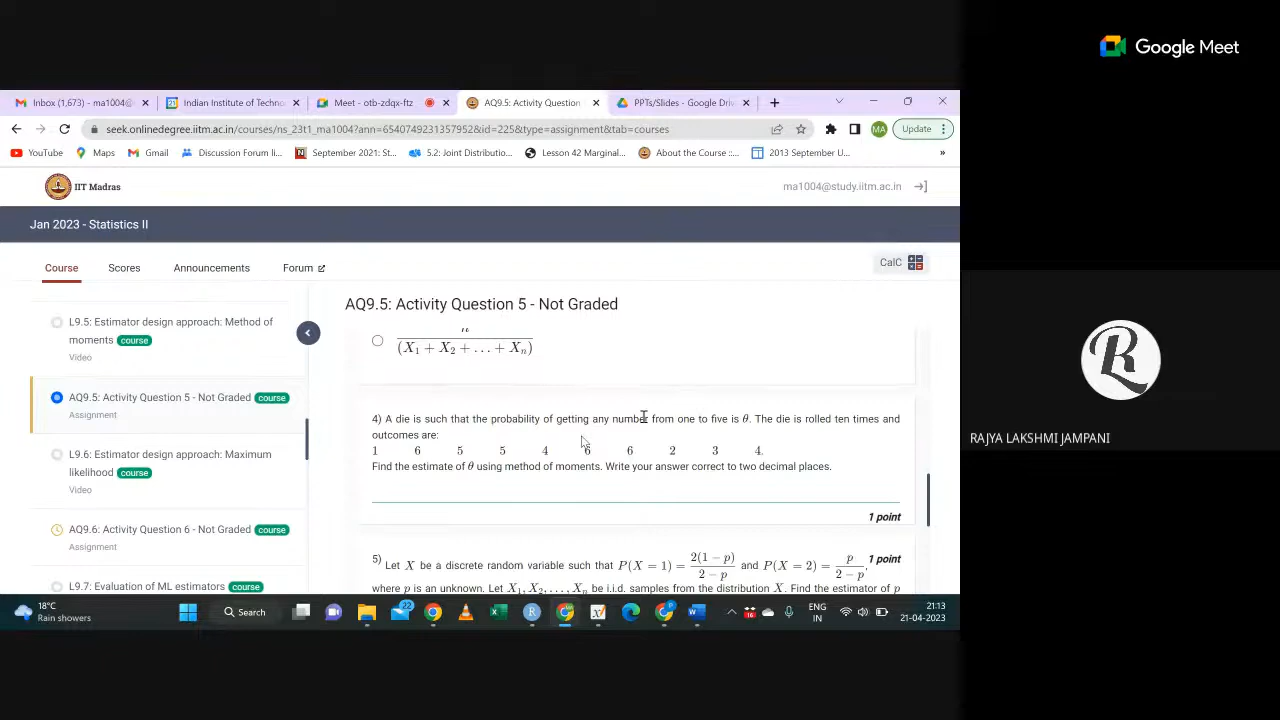 Google Meet
Inbox (1,673) - ma1004@
Indian Institute of Techno
Meet - otb-zdqx-ftz
AQ9.5: Activity Question
PPTs/Slides - Google Driv
seek.onlinedegree.iitm.ac.in/courses/ns_23t1_ma1004?ann=6540749231357952&id=225&type=assignment&tab=courses
MA
Update
YouTube
Maps
Gmail
Discussion Forum li...
September 2021: St...
5.2: Joint Distributio...
Lesson 42 Marginal...
About the Course ::...
2013 September U...
»
IIT Madras
ma1004@study.iitm.ac.in
Jan 2023 - Statistics II
Course
Scores
Announcements
Forum
CalC
L9.5: Estimator design approach: Method of
moments course
Video
AQ9.5: Activity Question 5 - Not Graded course
Assignment
L9.6: Estimator design approach: Maximum
likelihood course
Video
AQ9.6: Activity Question 6 - Not Graded course
Assignment
L9.7: Evaluation of ML estimators course
AQ9.5: Activity Question 5 - Not Graded
n
(X₁ + X₂ + . . . + Xₙ)
4) A die is such that the probability of getting any number from one to five is θ. The die is rolled ten times and
outcomes are:
1 6 5 5 4 6 6 2 3 4.
Find the estimate of θ using method of moments. Write your answer correct to two decimal places.
1 point
5) Let X be a discrete random variable such that P(X = 1) = 2(1 − p)/(2 − p) and P(X = 2) = p/(2 − p), 1 point
where p is an unknown. Let X₁, X₂, . . . , Xₙ be i.i.d. samples from the distribution X. Find the estimator of p
18°C
Rain showers
Search
22
16
ENG
IN
21:13
21-04-2023
R
RAJYA LAKSHMI JAMPANI